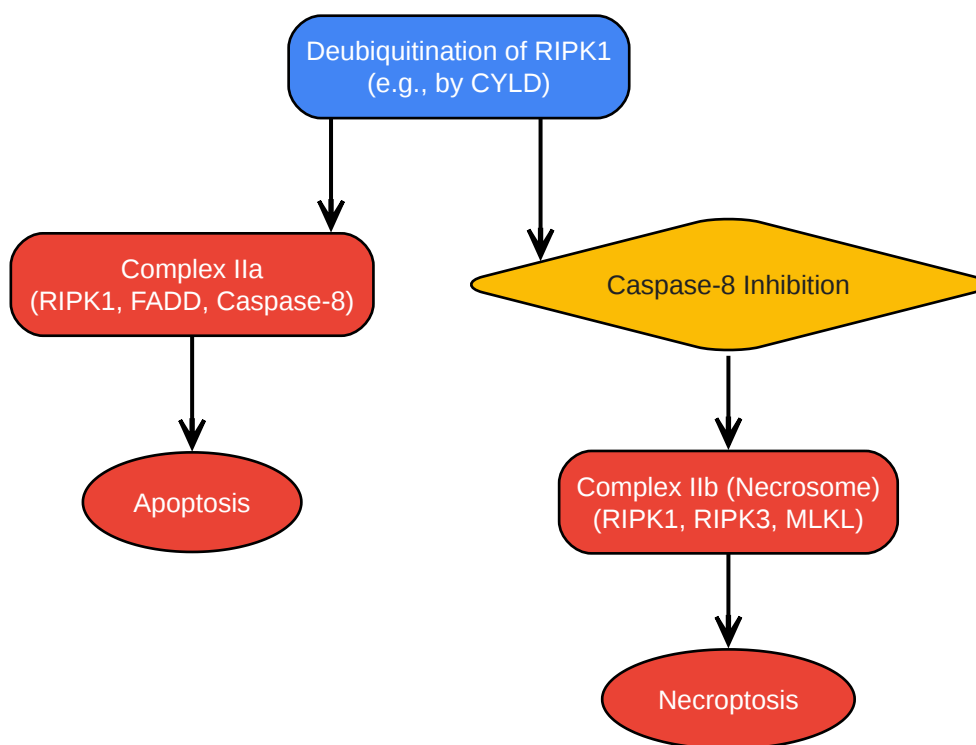 Deubiquitination of RIPK1
(e.g., by CYLD)
Complex IIa
(RIPK1, FADD, Caspase-8)
Caspase-8 Inhibition
Apoptosis
Complex IIb (Necrosome)
(RIPK1, RIPK3, MLKL)
Necroptosis